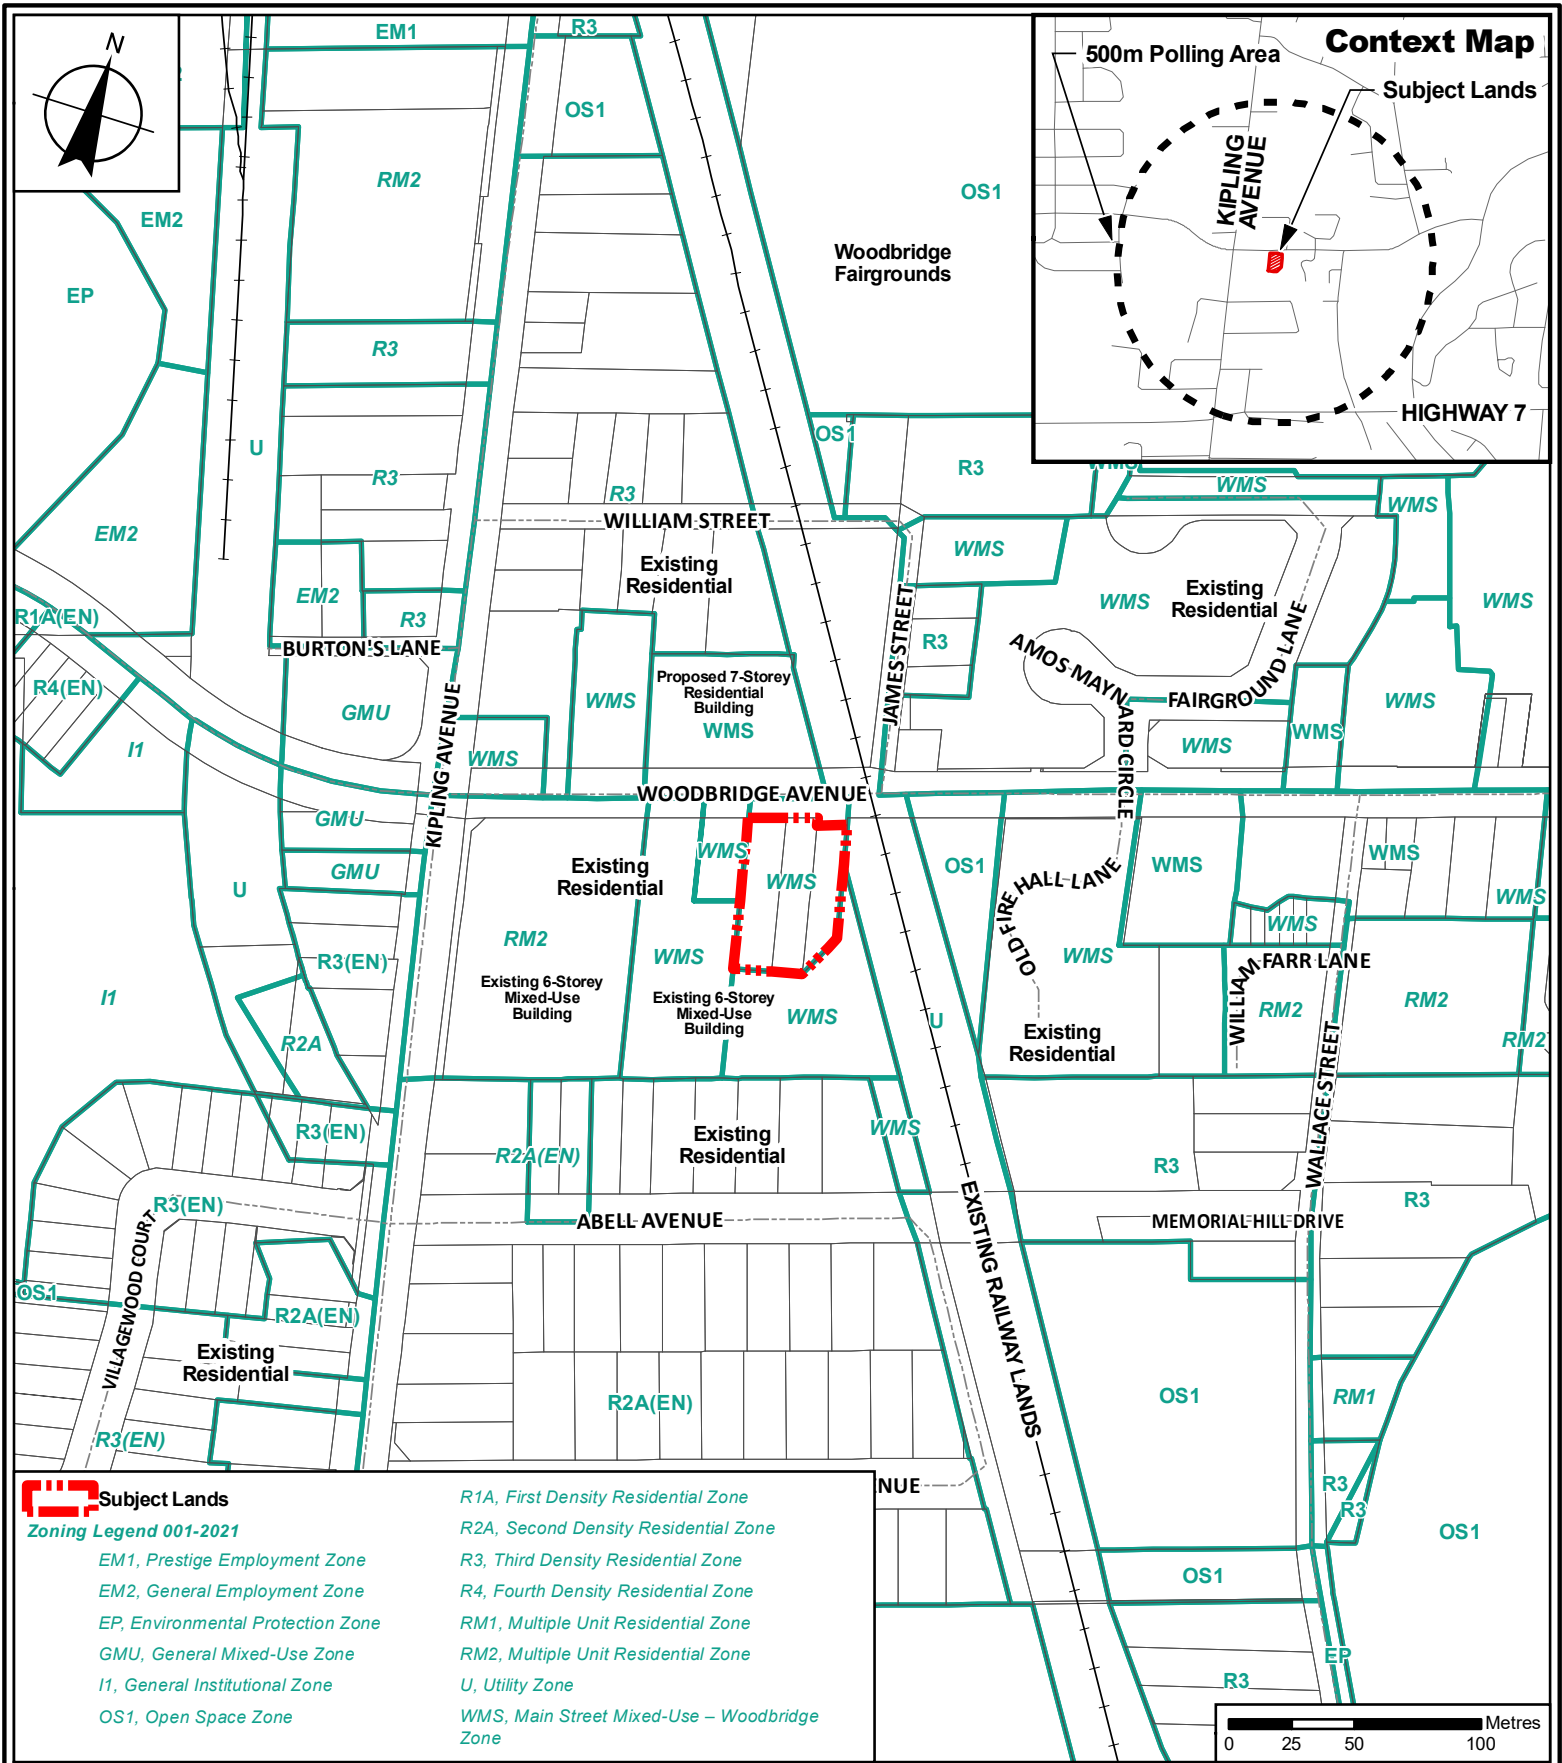 N
EM1
R3
OS1
RM2
EM2
EP
OS1
Woodbridge
Fairgrounds
Context Map
500m Polling Area
Subject Lands
KIPLING
AVENUE
HIGHWAY 7
R3
U
R3
R3
OS1
R3
WMS
WMS
WMS
EM2
WILLIAM STREET
Existing
Residential
WMS
Existing
Residential
WMS
WMS
EM2
R3
R1A(EN)
BURTON'S LANE
JAMES STREET
R3
AMOS MAYNARD CIRCLE
FAIRGROUND LANE
R4(EN)
GMU
KIPLING AVENUE
WMS
Proposed 7-Storey
Residential
Building
WMS
WMS
WMS
WMS
I1
WMS
WOODBRIDGE AVENUE
GMU
GMU
U
Existing
Residential
WMS
WMS
OS1
OLD FIRE HALL LANE
WMS
WMS
WMS
WMS
R3(EN)
RM2
WMS
WMS
WILLIAM FARR LANE
I1
Existing 6-Storey
Mixed-Use
Building
Existing 6-Storey
Mixed-Use
Building
WMS
U
Existing
Residential
RM2
RM2
RM2
R2A
WALLACE STREET
R3(EN)
R2A(EN)
Existing
Residential
WMS
R3
R3
R3(EN)
ABELL AVENUE
MEMORIAL HILL DRIVE
EXISTING RAILWAY LANDS
VILLAGEWOOD COURT
OS1
R2A(EN)
Existing
Residential
R2A(EN)
OS1
RM1
R3(EN)
NUE
R3
R3
OS1
OS1
EP
R3
Subject Lands
Zoning Legend 001-2021
EM1, Prestige Employment Zone
EM2, General Employment Zone
EP, Environmental Protection Zone
GMU, General Mixed-Use Zone
I1, General Institutional Zone
OS1, Open Space Zone
R1A, First Density Residential Zone
R2A, Second Density Residential Zone
R3, Third Density Residential Zone
R4, Fourth Density Residential Zone
RM1, Multiple Unit Residential Zone
RM2, Multiple Unit Residential Zone
U, Utility Zone
WMS, Main Street Mixed-Use – Woodbridge
Zone
Metres
0 25 50 100